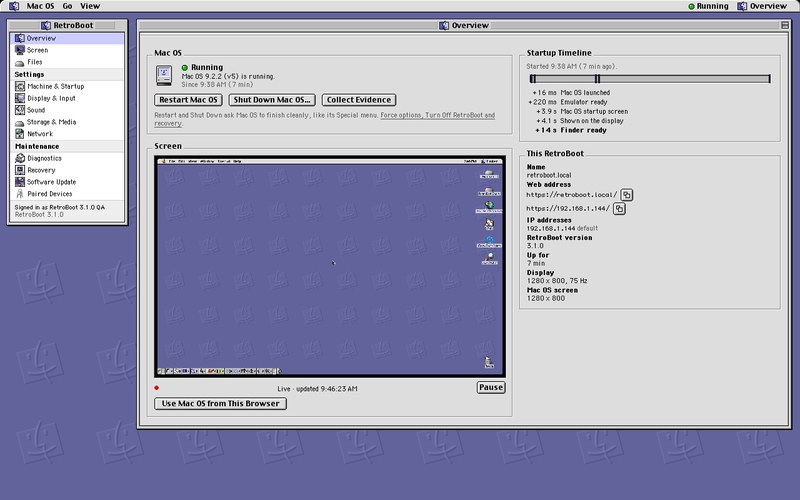 Mac OS Go View
Running Overview
RetroBoot
Overview
Screen
Files
Settings
Machine & Startup
Display & Input
Sound
Storage & Media
Network
Maintenance
Diagnostics
Recovery
Software Update
Paired Devices
Signed in as RetroBoot 3.1.0 QA
RetroBoot 3.1.0
Overview
Mac OS
Running
Mac OS 9.2.2 (v5) is running.
Since 9:38 AM (7 min)
Restart Mac OS
Shut Down Mac OS...
Collect Evidence
Restart and Shut Down ask Mac OS to finish cleanly, like its Special menu. Force options, Turn Off RetroBoot and
recovery.
Screen
File Edit View Window Special Help
Live · updated 9:46:23 AM
Pause
Use Mac OS from This Browser
Startup Timeline
Started 9:38 AM (7 min ago).
+16 ms Mac OS launched
+220 ms Emulator ready
+3.9 s Mac OS startup screen
+4.1 s Shown on the display
+14 s Finder ready
This RetroBoot
Name
retroboot.local
Web address
https://retroboot.local/
https://192.168.1.144/
IP addresses
192.168.1.144 default
RetroBoot version
3.1.0
Up for
7 min
Display
1280 x 800, 75 Hz
Mac OS screen
1280 x 800